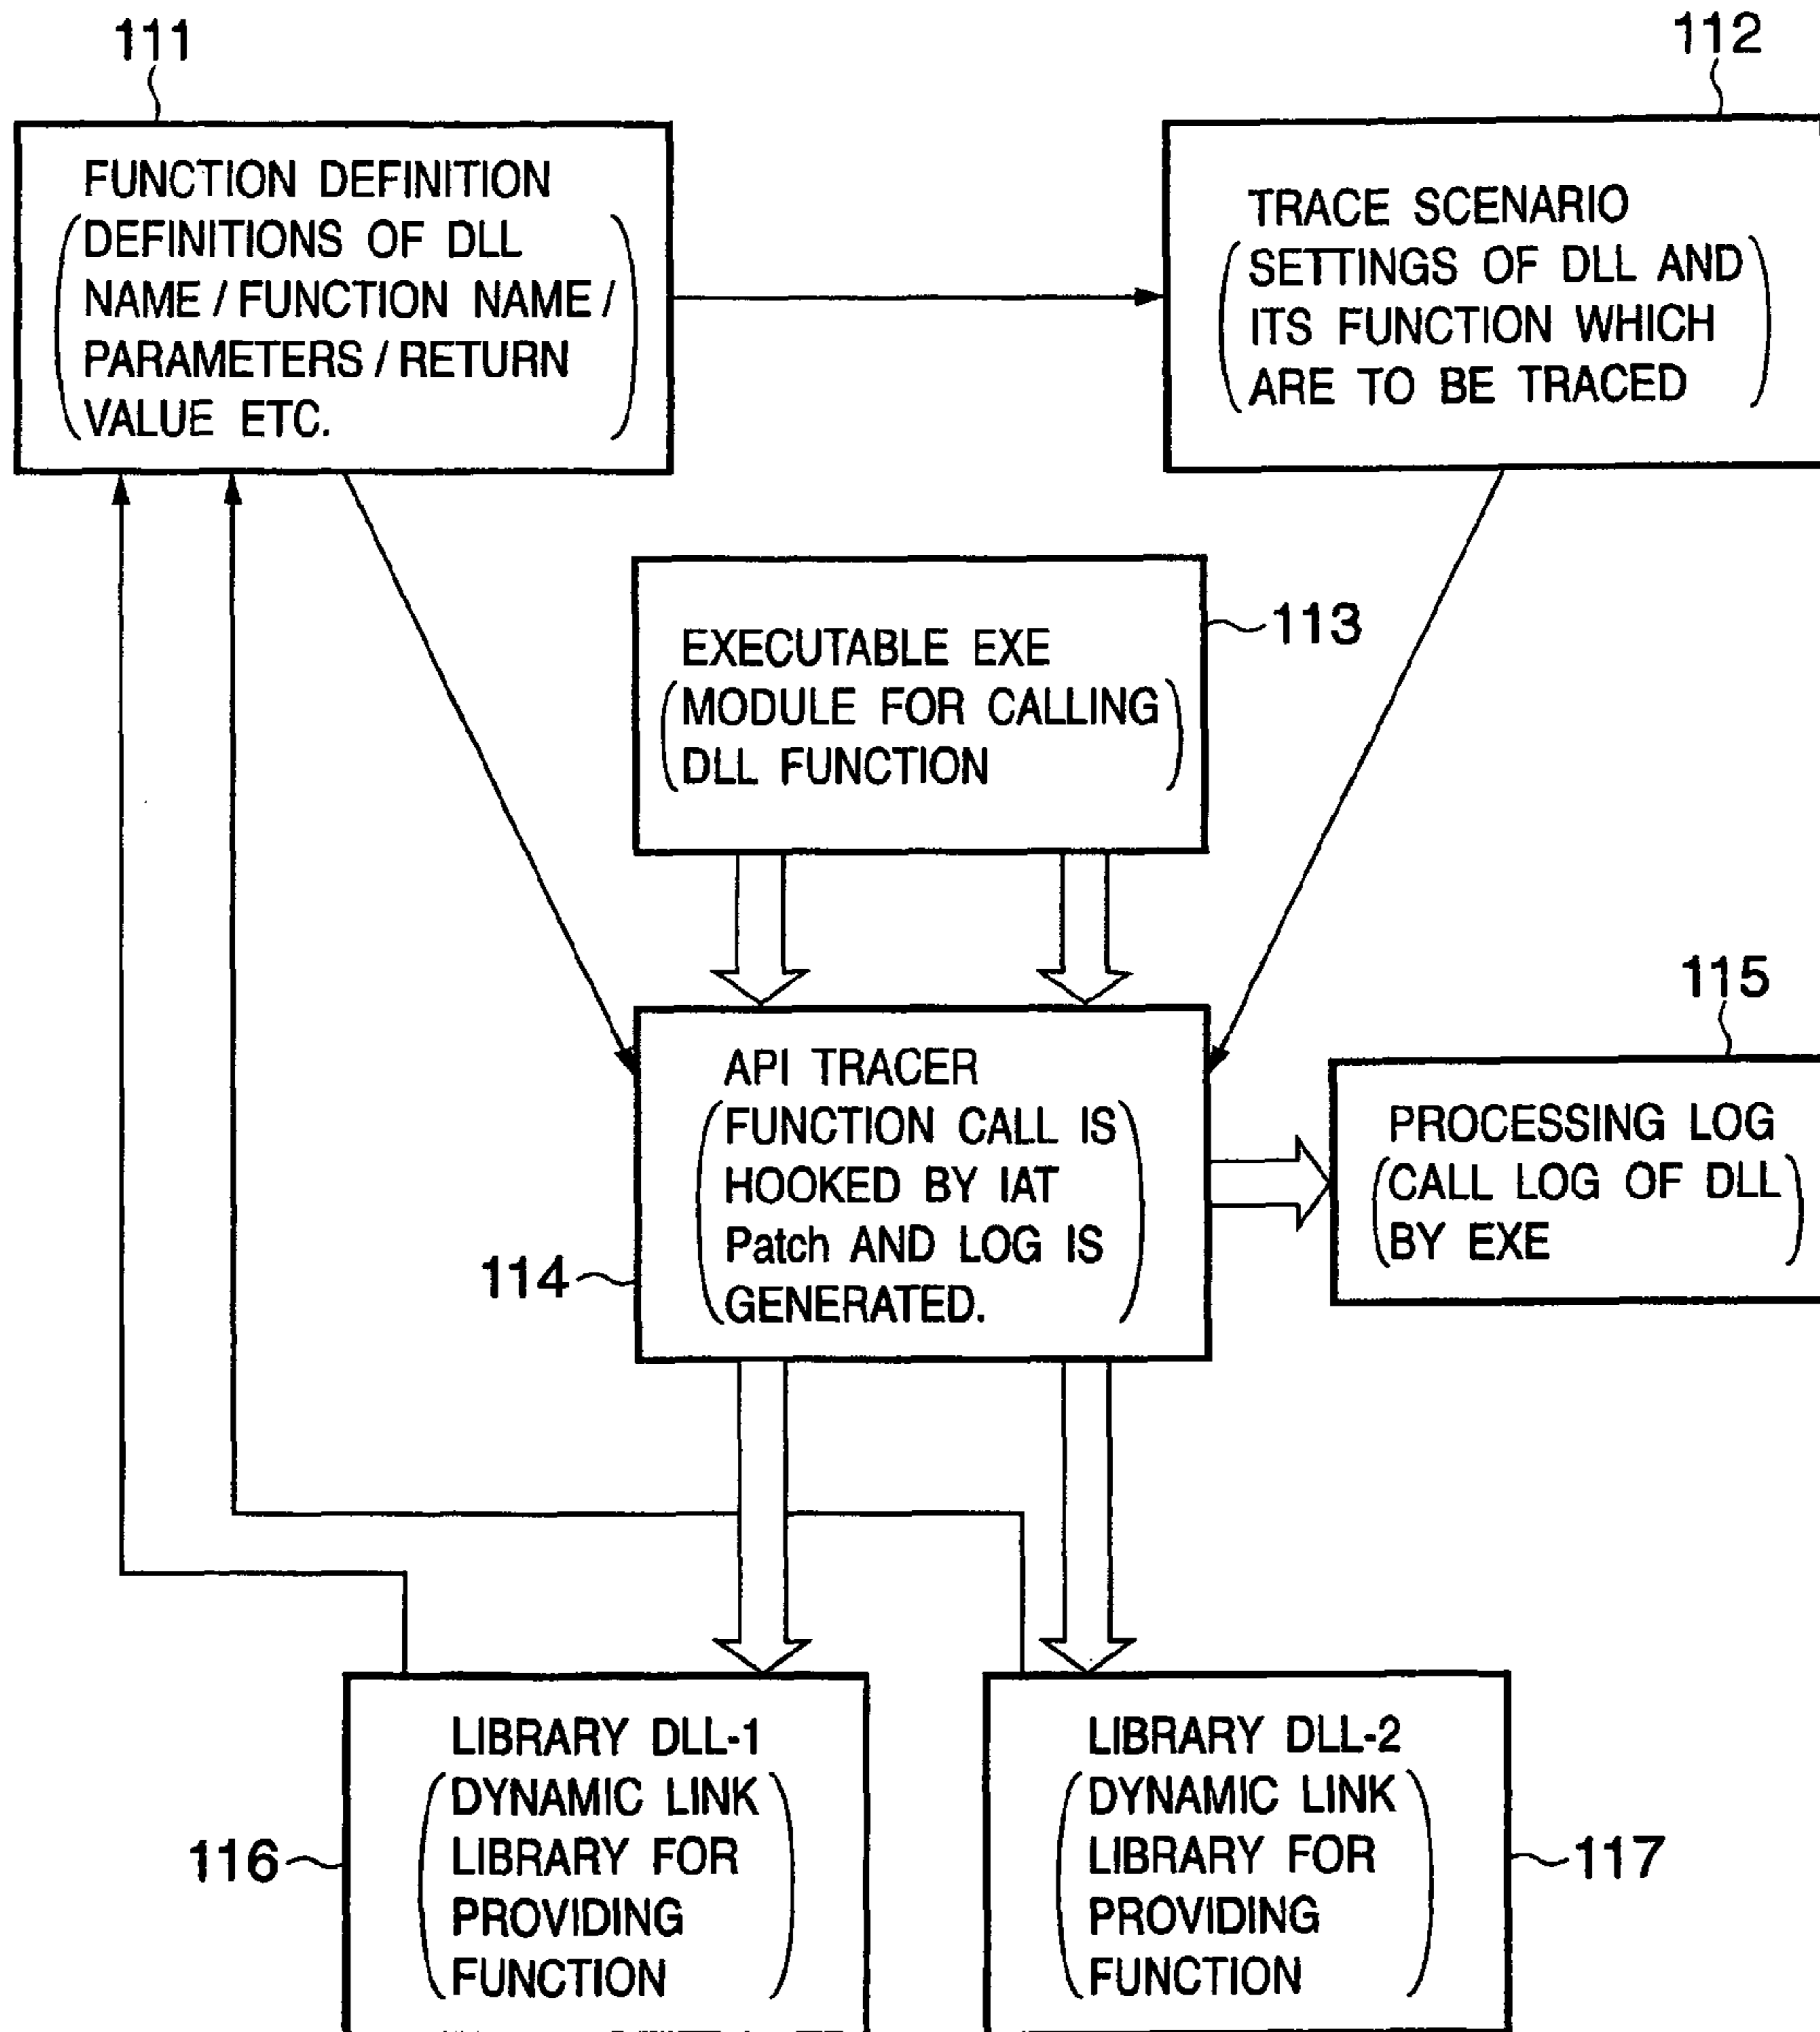 111
FUNCTION DEFINITION
DEFINITIONS OF DLL
NAME / FUNCTION NAME /
PARAMETERS / RETURN
VALUE ETC.
112
TRACE SCENARIO
SETTINGS OF DLL AND
ITS FUNCTION WHICH
ARE TO BE TRACED
113
EXECUTABLE EXE
MODULE FOR CALLING
DLL FUNCTION
114
API TRACER
FUNCTION CALL IS
HOOKED BY IAT
Patch AND LOG IS
GENERATED.
115
PROCESSING LOG
CALL LOG OF DLL
BY EXE
116
LIBRARY DLL-1
DYNAMIC LINK
LIBRARY FOR
PROVIDING
FUNCTION
117
LIBRARY DLL-2
DYNAMIC LINK
LIBRARY FOR
PROVIDING
FUNCTION